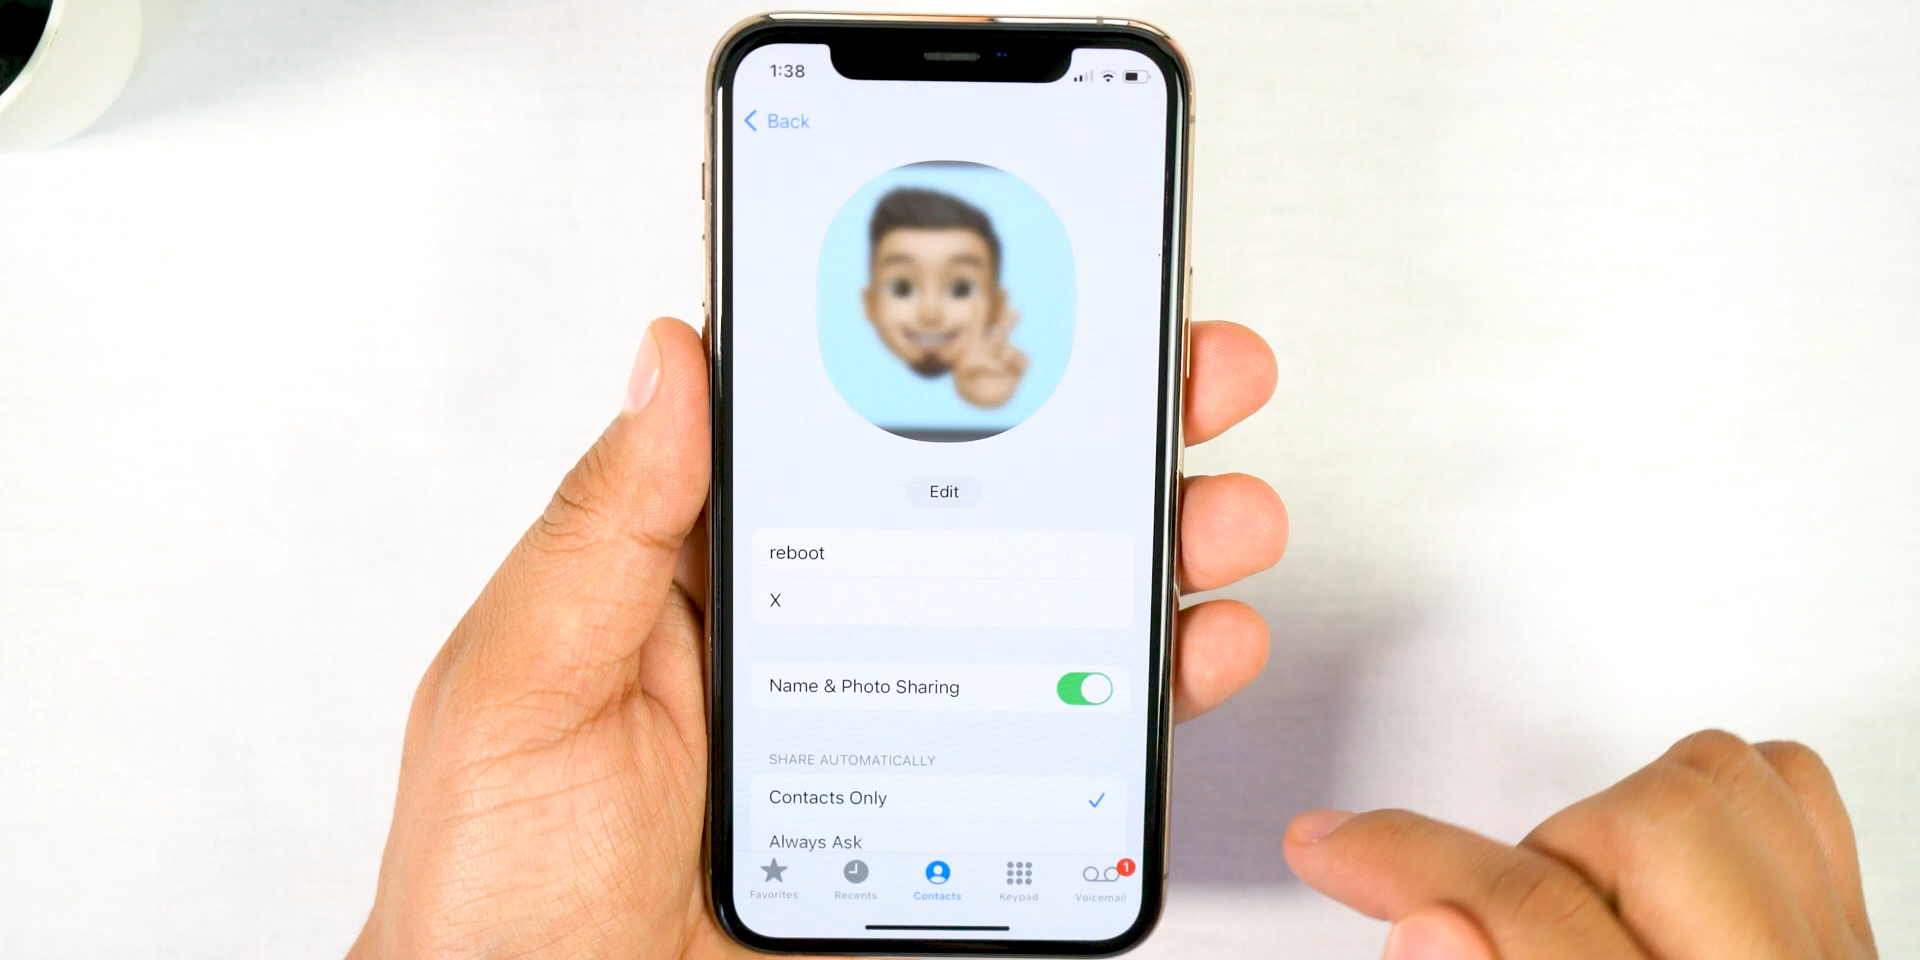 1:38
Back
Edit
reboot
X
Name & Photo Sharing
SHARE AUTOMATICALLY
Contacts Only
Always Ask
1
Favorites Recents Contacts Keypad Voicemail